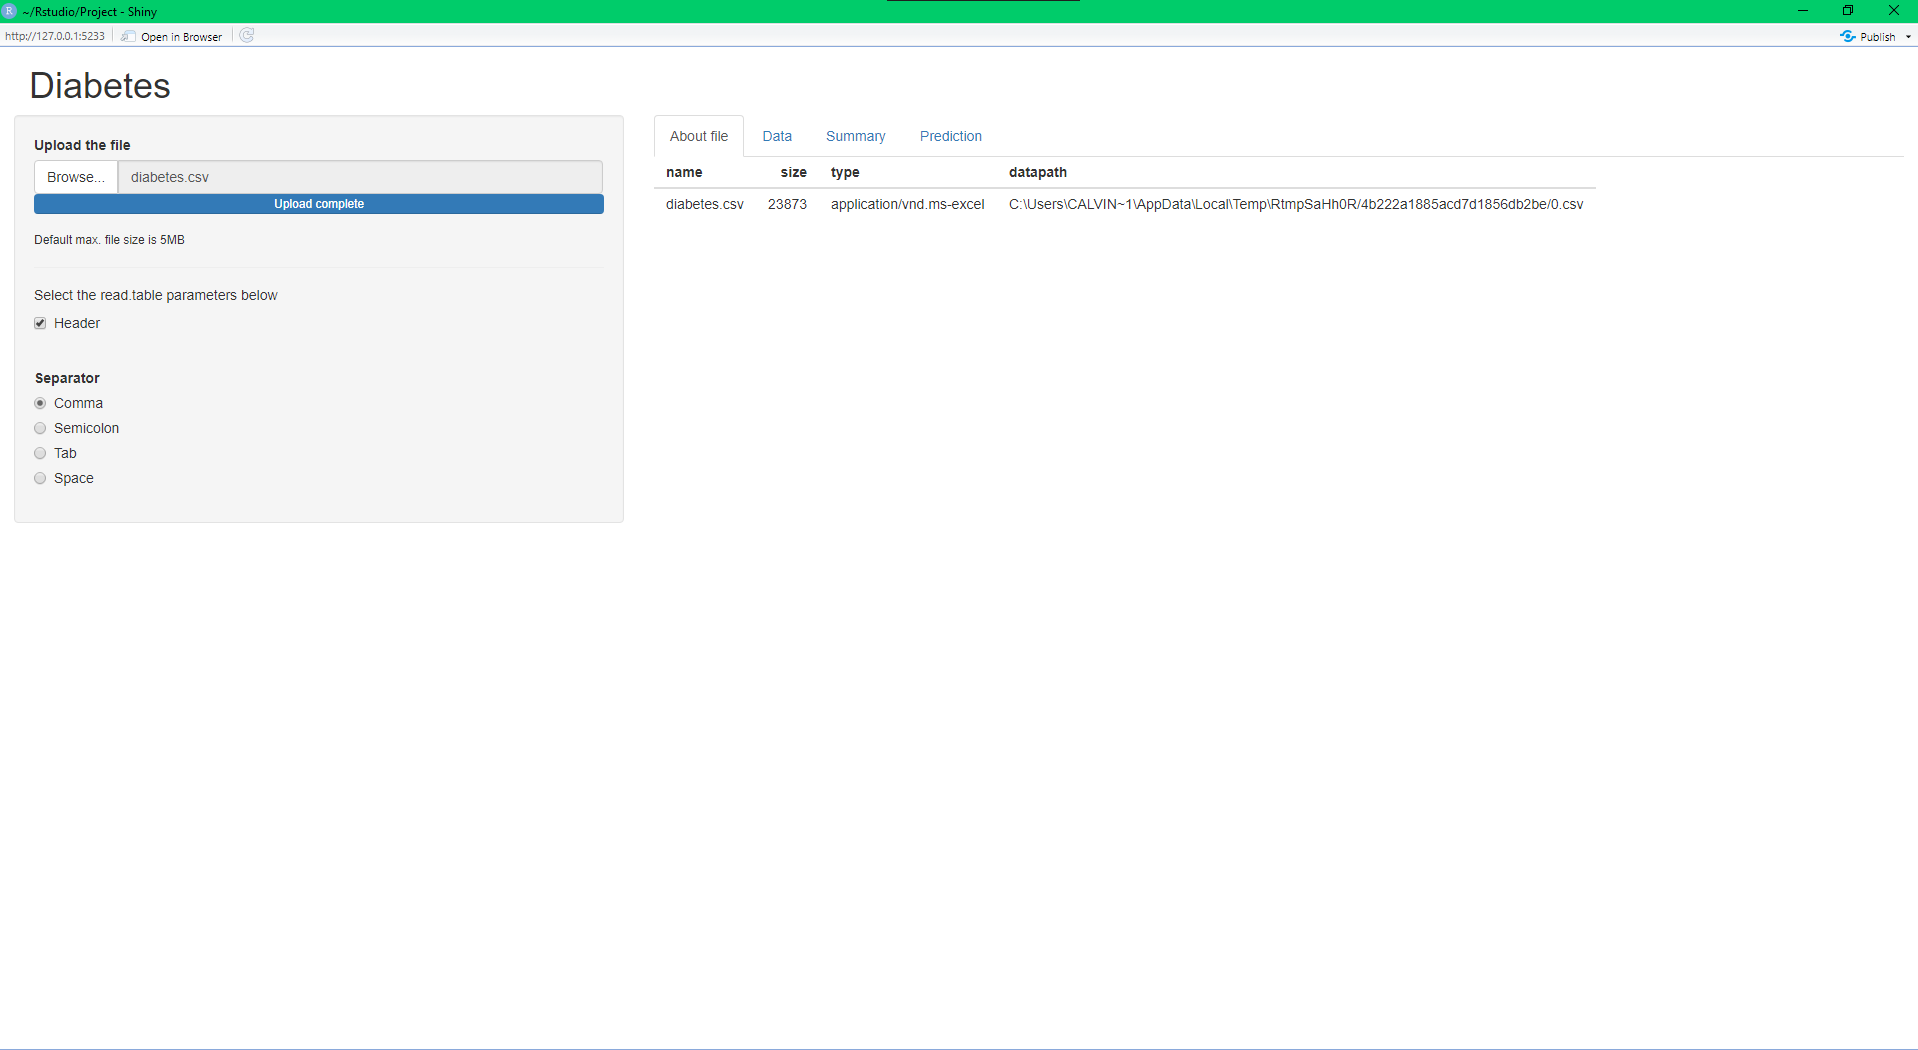 R ~/Rstudio/Project - Shiny
http://127.0.0.1:5233 Open in Browser Publish
Diabetes
Upload the file
Browse... diabetes.csv
Upload complete
Default max. file size is 5MB
Select the read.table parameters below
Header
Separator
Comma
Semicolon
Tab
Space
About file Data Summary Prediction
name size type datapath
diabetes.csv 23873 application/vnd.ms-excel C:\Users\CALVIN~1\AppData\Local\Temp\RtmpSaHh0R/4b222a1885acd7d1856db2be/0.csv